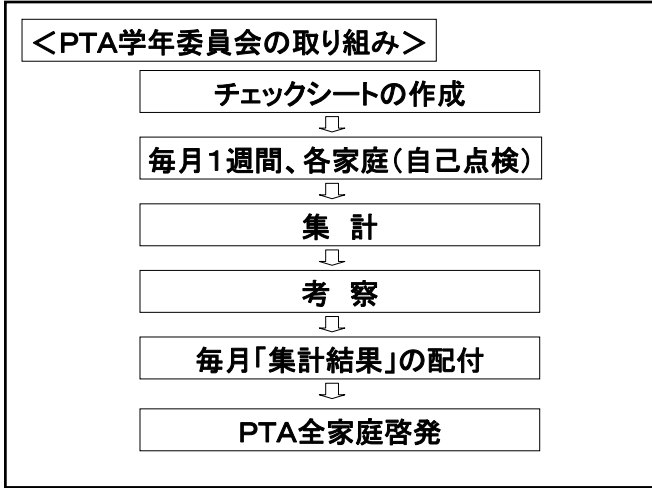 ＜PTA学年委員会の取り組み＞
チェックシートの作成
毎月１週間、各家庭（自己点検）
集　計
考　察
毎月「集計結果」の配付
PTA全家庭啓発